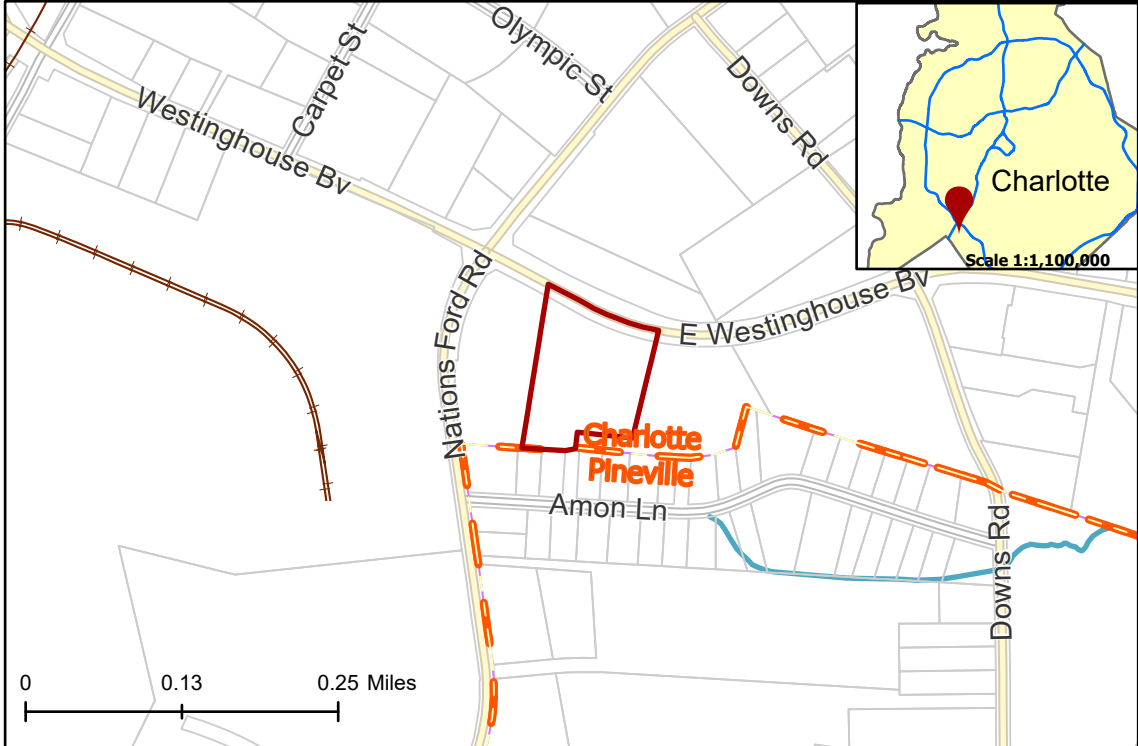 Olympic St
Carpet St
Downs Rd
Westinghouse Bv
Charlotte
Scale 1:1,100,000
Nations Ford Rd
E Westinghouse Bv
Charlotte
Pineville
Amon Ln
Downs Rd
0 0.13 0.25 Miles